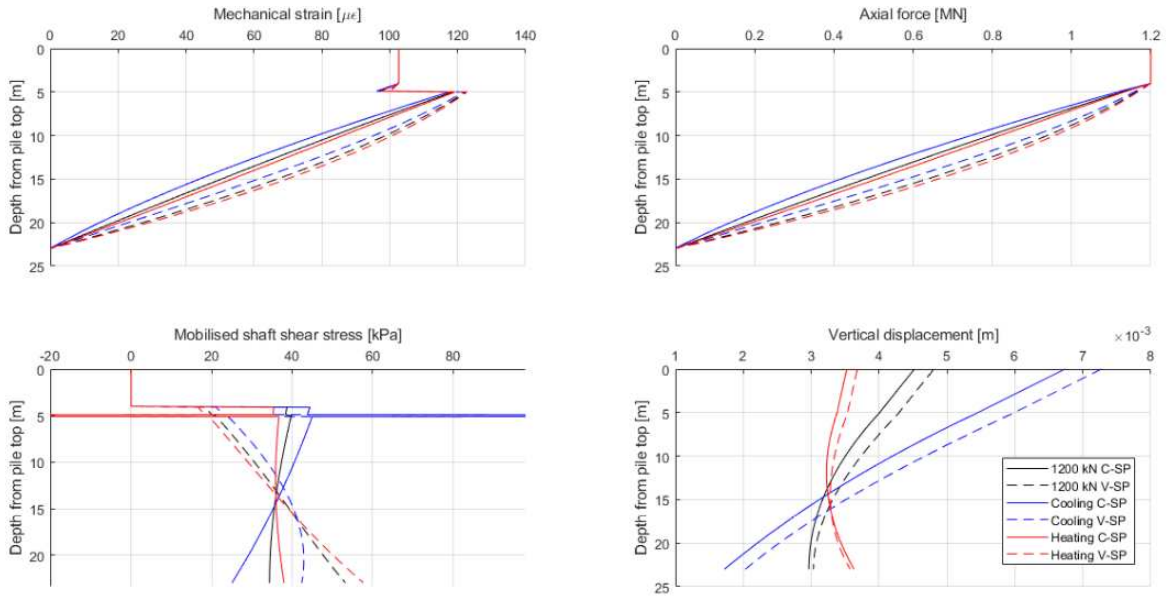 Mechanical strain [με]
0 20 40 60 80 100 120 140
0
5
10
15
20
25
Depth from pile top [m]
Axial force [MN]
0 0.2 0.4 0.6 0.8 1 1.2
0
5
10
15
20
25
Depth from pile top [m]
Mobilised shaft shear stress [kPa]
-20 0 20 40 60 80
0
5
10
15
20
Depth from pile top [m]
Vertical displacement [m] ×10⁻³
1 2 3 4 5 6 7 8
0
5
10
15
20
25
Depth from pile top [m]
1200 kN C-SP
1200 kN V-SP
Cooling C-SP
Cooling V-SP
Heating C-SP
Heating V-SP